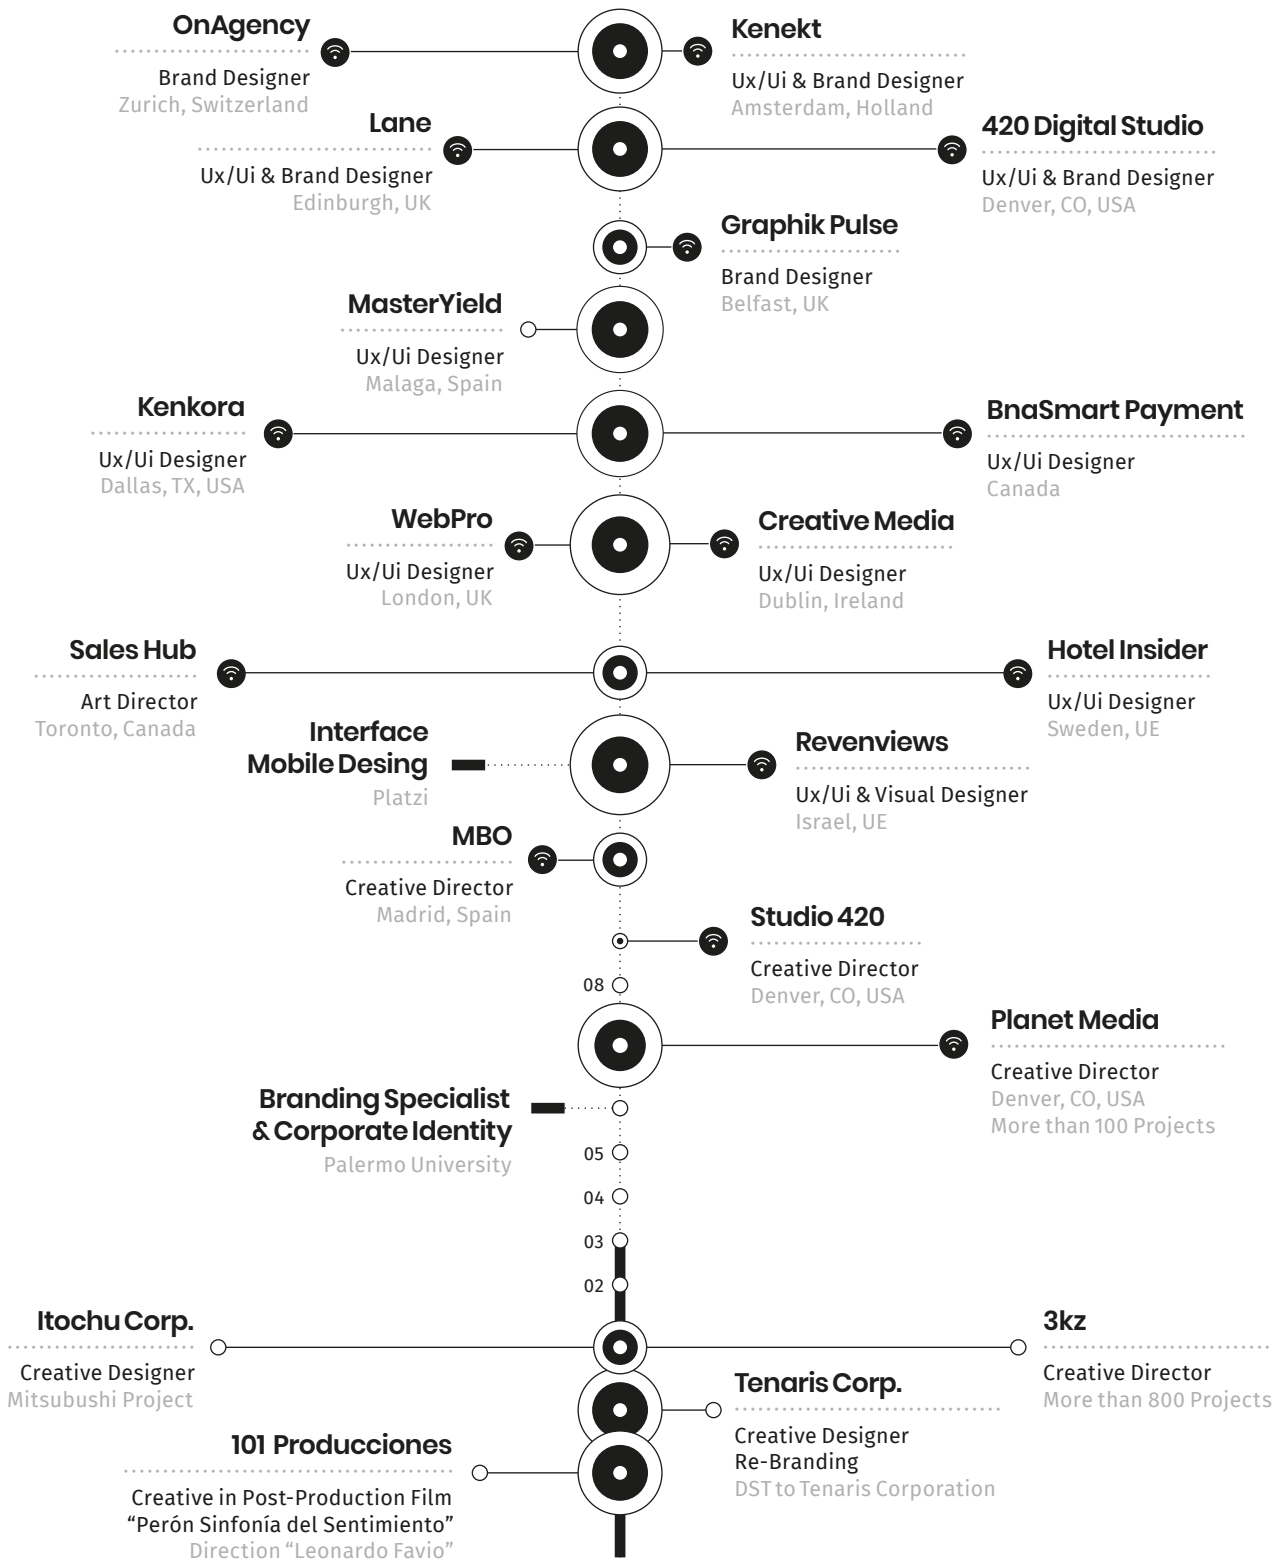 OnAgency
Brand Designer
Zurich, Switzerland
Kenekt
Ux/Ui & Brand Designer
Amsterdam, Holland
Lane
Ux/Ui & Brand Designer
Edinburgh, UK
420 Digital Studio
Ux/Ui & Brand Designer
Denver, CO, USA
Graphik Pulse
Brand Designer
Belfast, UK
MasterYield
Ux/Ui Designer
Malaga, Spain
Kenkora
Ux/Ui Designer
Dallas, TX, USA
BnaSmart Payment
Ux/Ui Designer
Canada
WebPro
Ux/Ui Designer
London, UK
Creative Media
Ux/Ui Designer
Dublin, Ireland
Sales Hub
Art Director
Toronto, Canada
Hotel Insider
Ux/Ui Designer
Sweden, UE
Interface
Mobile Desing
Platzi
Revenviews
Ux/Ui & Visual Designer
Israel, UE
MBO
Creative Director
Madrid, Spain
Studio 420
Creative Director
Denver, CO, USA
08
Planet Media
Creative Director
Denver, CO, USA
More than 100 Projects
Branding Specialist
& Corporate Identity
Palermo University
05
04
03
02
Itochu Corp.
Creative Designer
Mitsubushi Project
3kz
Creative Director
More than 800 Projects
Tenaris Corp.
Creative Designer
Re-Branding
DST to Tenaris Corporation
101 Producciones
Creative in Post-Production Film
“Perón Sinfonía del Sentimiento”
Direction “Leonardo Favio”